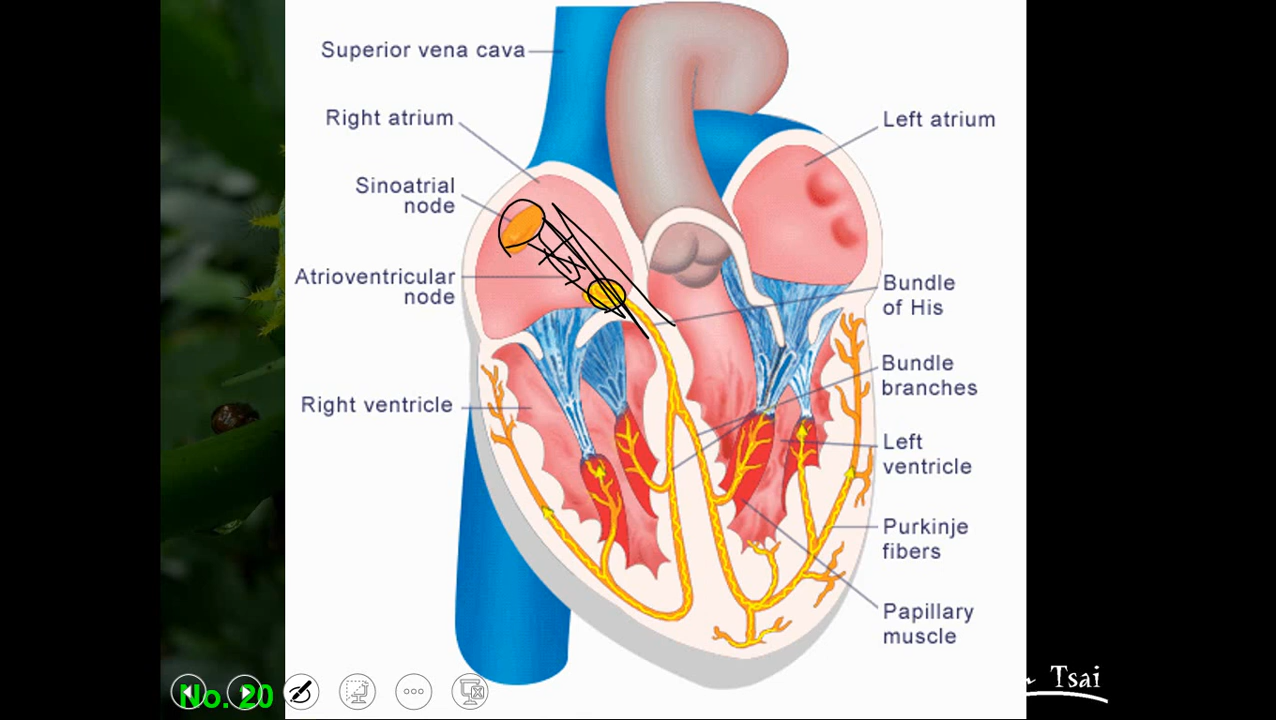 Superior vena cava
Right atrium
Left atrium
Sinoatrial
node
Atrioventricular
node
Bundle
of His
Bundle
branches
Right ventricle
Left
ventricle
Purkinje
fibers
Papillary
muscle
Tsai
No. 20